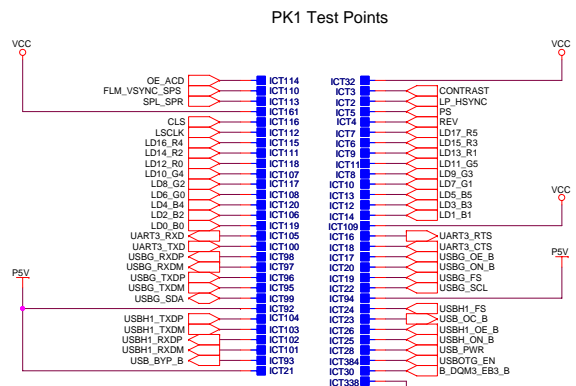 PK1 Test Points
VCC VCC
OE_ACD ICT114 ICT32
FLM_VSYNC_SPS ICT110 ICT3 CONTRAST
SPL_SPR ICT113 ICT2 LP_HSYNC
ICT161 ICT5 PS
CLS ICT116 ICT4 REV
LSCLK ICT112 ICT7 LD17_R5
LD16_R4 ICT115 ICT6 LD15_R3
LD14_R2 ICT111 ICT9 LD13_R1
LD12_R0 ICT118 ICT11 LD11_G5
LD10_G4 ICT107 ICT8 LD9_G3
LD8_G2 ICT117 ICT10 LD7_G1
LD6_G0 ICT108 ICT13 LD5_B5
LD4_B4 ICT120 ICT12 LD3_B3
LD2_B2 ICT106 ICT14 LD1_B1
LD0_B0 ICT119 ICT109 VCC
UART3_RXD ICT105 ICT16 UART3_RTS
UART3_TXD ICT100 ICT18 UART3_CTS
USBG_RXDP ICT98 ICT17 USBG_OE_B
USBG_RXDM ICT97 ICT20 USBG_ON_B
USBG_TXDP ICT96 ICT19 USBG_FS
USBG_TXDM ICT95 ICT22 USBG_SCL
USBG_SDA ICT99 ICT94
P5V P5V
ICT92 ICT24 USBH1_FS
USBH1_TXDP ICT104 ICT23 USB_OC_B
USBH1_TXDM ICT103 ICT26 USBH1_OE_B
USBH1_RXDP ICT102 ICT25 USBH1_ON_B
USBH1_RXDM ICT101 ICT28 USB_PWR
USB_BYP_B ICT93 ICT384 USBOTG_EN
ICT21 ICT30 B_DQM3_EB3_B
ICT338